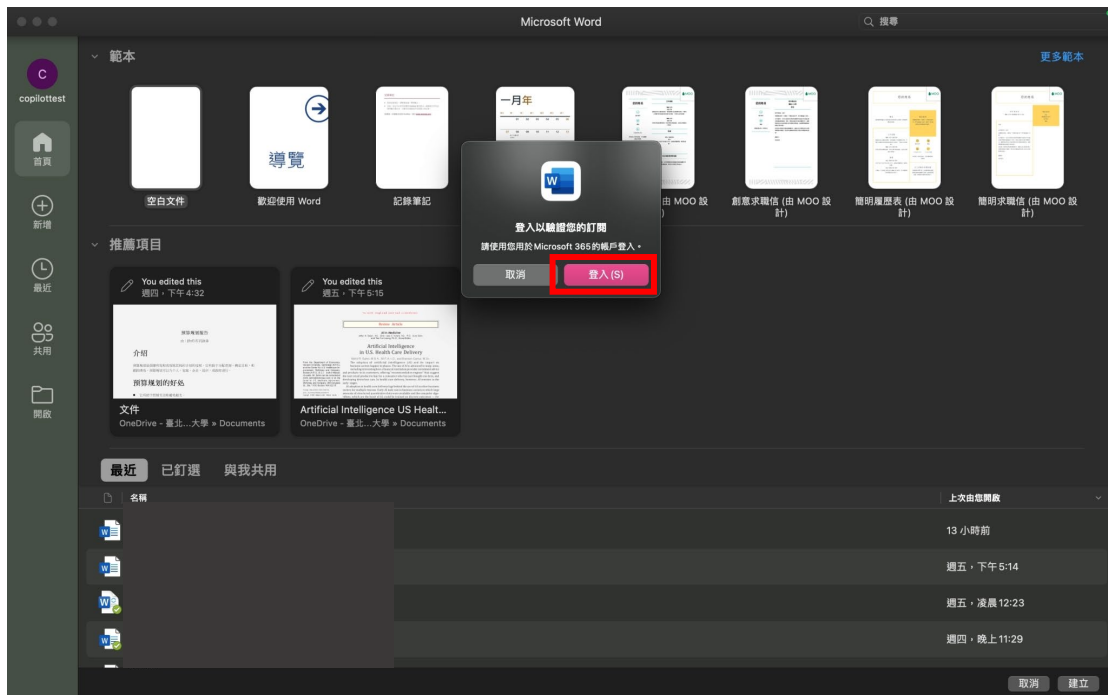 Microsoft Word
搜尋
C
copilottest
首頁
新增
最近
共用
開啟
範本
更多範本
導覽
一月年
空白文件
歡迎使用 Word
記錄筆記
由 MOO 設
)
創意求職信 (由 MOO 設
計)
簡明履歷表 (由 MOO 設
計)
簡明求職信 (由 MOO 設
計)
W
登入以驗證您的訂閱
請使用您用於Microsoft 365的帳戶登入。
取消
登入 (S)
推薦項目
You edited this
週四，下午 4:32
介紹
預算規劃的好處
文件
OneDrive - 臺北...大學 » Documents
You edited this
週五，下午 5:15
Artificial Intelligence
in U.S. Health Care Delivery
Artificial Intelligence US Healt...
OneDrive - 臺北...大學 » Documents
最近
已釘選
與我共用
名稱
上次由您開啟
13 小時前
週五，下午 5:14
週五，凌晨 12:23
週四，晚上 11:29
取消
建立